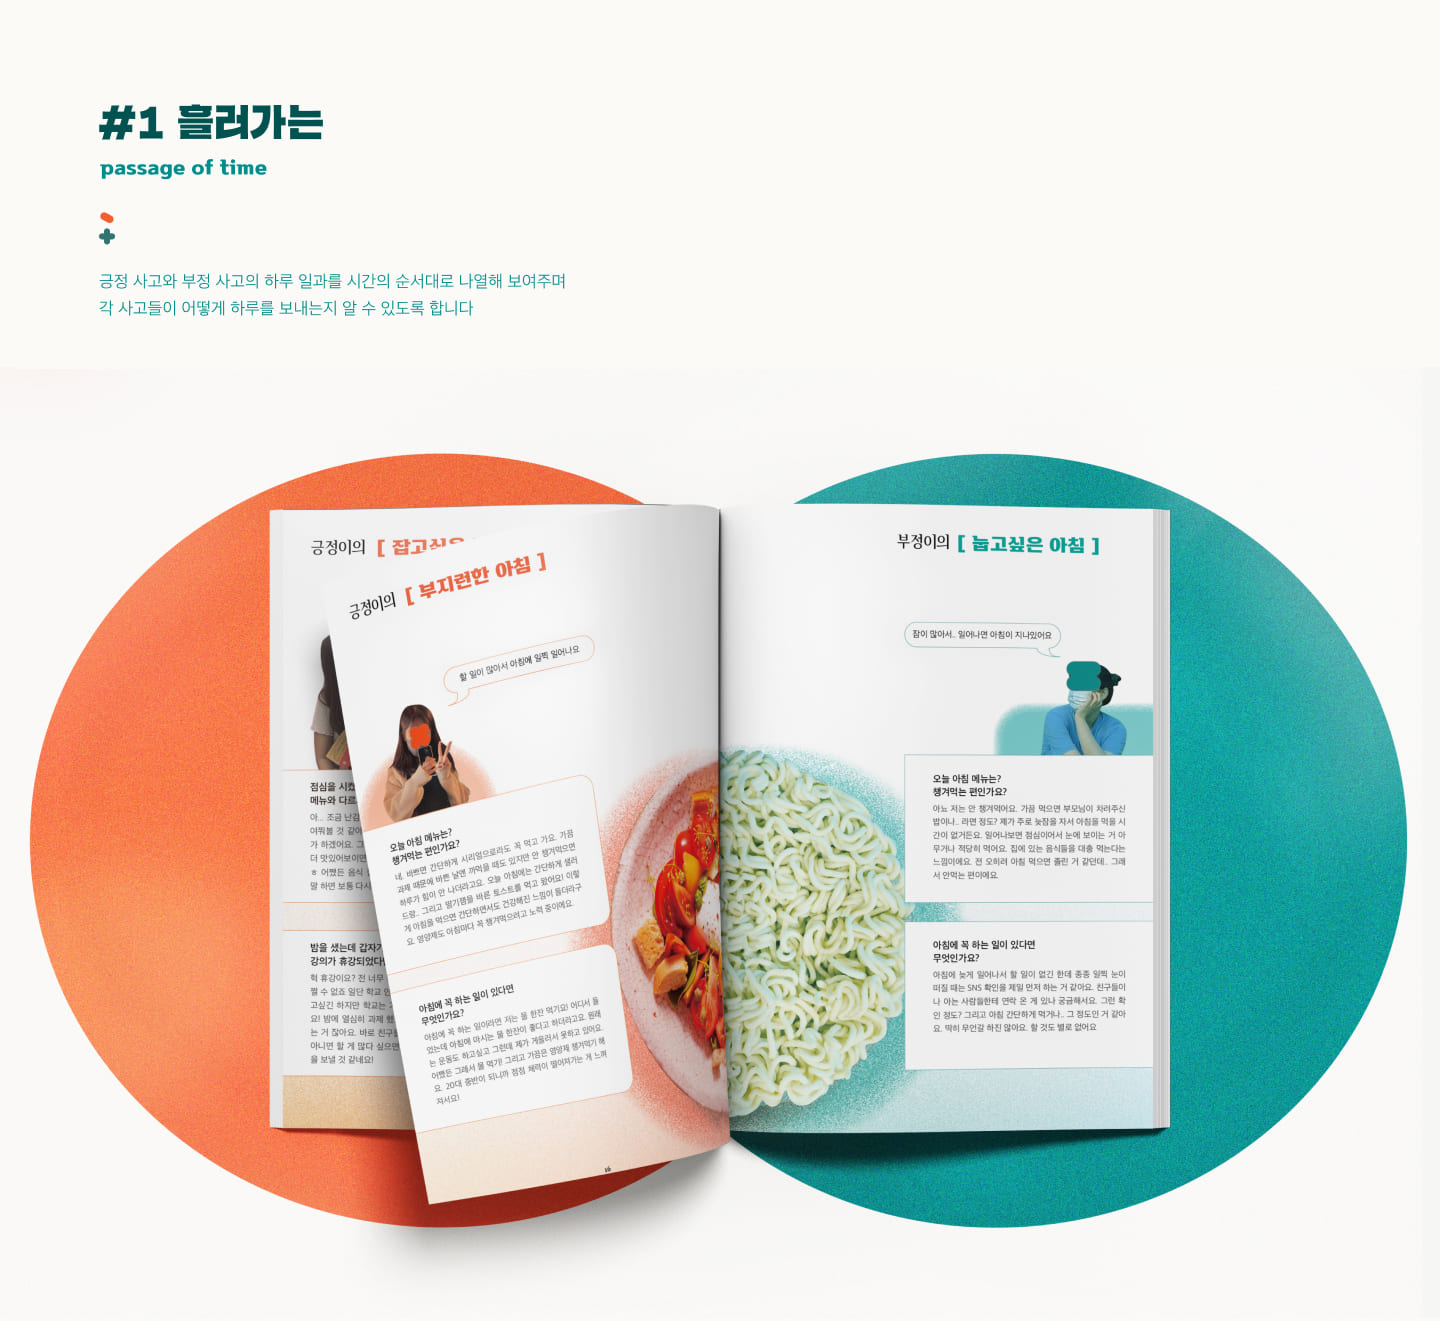 #1 흘러가는
passage of time
긍정 사고와 부정 사고의 하루 일과를 시간의 순서대로 나열해 보여주며
각 사고들이 어떻게 하루를 보내는지 알 수 있도록 합니다
긍정이의 [ 잡고싶은
점심을 시켰
메뉴와 다르
아... 조금 난감
여쭤볼 것 같아
가 하겠어요. 그
더 맛있어보이면
ㅎ 어쨌든 음식
말 하면 보통 다시
밤을 샜는데 갑자기
강의가 휴강되었다면
헉 휴강이요? 전 너무
쩔 수 없죠 일단 학교
고싶긴 하지만 학교는
요! 밤에 열심히 과제 했
는 거 잖아요. 바로 친구
아니면 할 게 많다 싶으면
을 보낼 것 같네요!
긍정이의 [ 부지런한 아침 ]
할 일이 많아서 아침에 일찍 일어나요
오늘 아침 메뉴는?
챙겨먹는 편인가요?
네. 바쁘면 간단하게 시리얼으로라도 꼭 먹고 가요. 가끔
과제 때문에 바쁜 날엔 까먹을 때도 있지만 안 챙겨먹으면
하루가 힘이 안 나더라고요. 오늘 아침에는 간단하게 샐러
드랑.. 그리고 딸기잼을 바른 토스트를 먹고 왔어요! 이렇
게 아침을 먹으면 간단하면서도 건강해진 느낌이 들더라구
요. 영양제도 아침마다 꼭 챙겨먹으려고 노력 중이에요.
아침에 꼭 하는 일이 있다면
무엇인가요?
아침에 꼭 하는 일이라면 저는 물 한잔 먹기요! 어디서 들
었는데 아침에 마시는 물 한잔이 좋다고 하더라고요. 원래
는 운동도 하고싶고 그런데 제가 게을러서 못하고 있어요.
어쨌든 그래서 물 먹기! 그리고 가끔은 영양제 챙겨먹기 해
요. 20대 중반이 되니까 점점 체력이 떨어져가는 게 느껴
져서요!
16
부정이의 [ 눕고싶은 아침 ]
잠이 많아서.. 일어나면 아침이 지나있어요
오늘 아침 메뉴는?
챙겨먹는 편인가요?
아뇨 저는 안 챙겨먹어요. 가끔 먹으면 부모님이 차려주신
밥이나.. 라면 정도? 제가 주로 늦잠을 자서 아침을 먹을 시
간이 없거든요. 일어나보면 점심이어서 눈에 보이는 거 아
무거나 적당히 먹어요. 집에 있는 음식들을 대충 먹는다는
느낌이에요. 전 오히려 아침 먹으면 졸린 거 같던데.. 그래
서 안먹는 편이에요.
아침에 꼭 하는 일이 있다면
무엇인가요?
아침에 늦게 일어나서 할 일이 없긴 한데 종종 일찍 눈이
떠질 때는 SNS 확인을 제일 먼저 하는 거 같아요. 친구들이
나 아는 사람들한테 연락 온 게 있나 궁금해서요. 그런 확
인 정도? 그리고 아침 간단하게 먹거나.. 그 정도인 거 같아
요. 딱히 무언갈 하진 않아요. 할 것도 별로 없어요